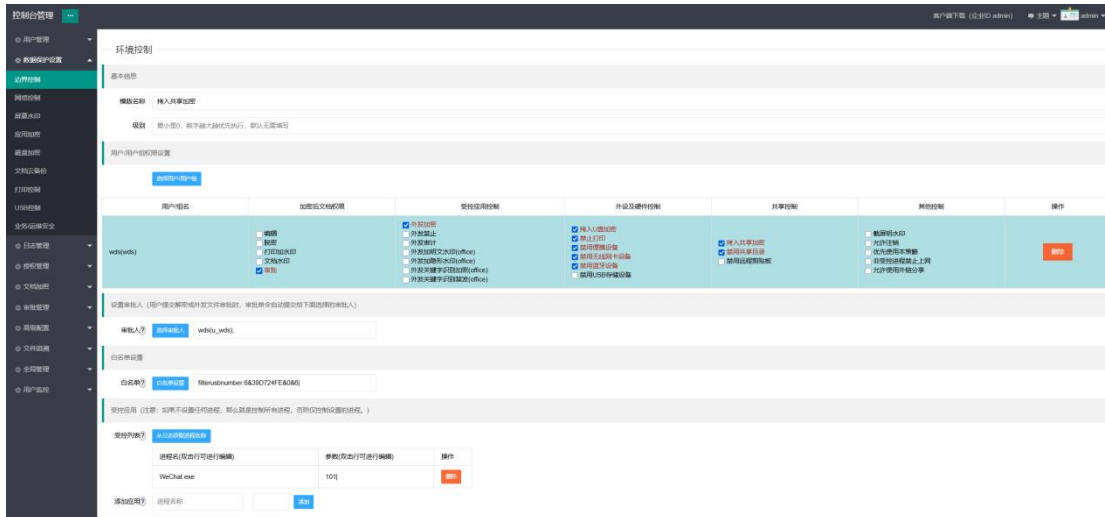 控制台管理 ...
客户端下载 (企业ID admin) 主题 admin
用户管理
数据保护设置
边界控制
网络控制
屏幕水印
应用加密
磁盘加密
文档云备份
打印控制
USB控制
业务/运维安全
日志管理
授权管理
文档加密
审批管理
高级配置
文件追溯
全局管理
用户监控
环境控制
基本信息
模版名称 拷入共享加密
级别 最小是0，数字越大越优先执行，默认无需填写
用户/用户组权限设置
选择用户/用户组
用户/组名 加密后文档权限 受控应用控制 外设及硬件控制 共享控制 其他控制 操作
wds(wds)
编辑
脱密
打印加水印
文档水印
审批
外发加密
外发禁止
外发审计
外发加明文水印(office)
外发加隐形水印(office)
外发关键字识别加密(office)
外发关键字识别禁发(office)
拷入U盘加密
禁止打印
禁用便携设备
禁用无线网卡设备
禁用蓝牙设备
禁用USB存储设备
拷入共享加密
禁用共享目录
禁用远程剪贴板
截屏明水印
允许注销
优先使用本策略
非受控进程禁止上网
允许使用外链分享
删除
设置审批人（用户提交解密或外发文件审批时，审批单会自动提交给下面选择的审批人）
审批人? 选择审批人 wds(u_wds);
白名单设置
白名单? 白名单设置 filterusbnumber:6&39D724FE&0&6|
受控应用（注意：如果不设置任何进程，那么就是控制所有进程，否则仅控制设置的进程。）
受控列表? 从日志获取进程名称
进程名(双击行可进行编辑) 参数(双击行可进行编辑) 操作
WeChat.exe 101| 删除
添加应用? 进程名称 添加